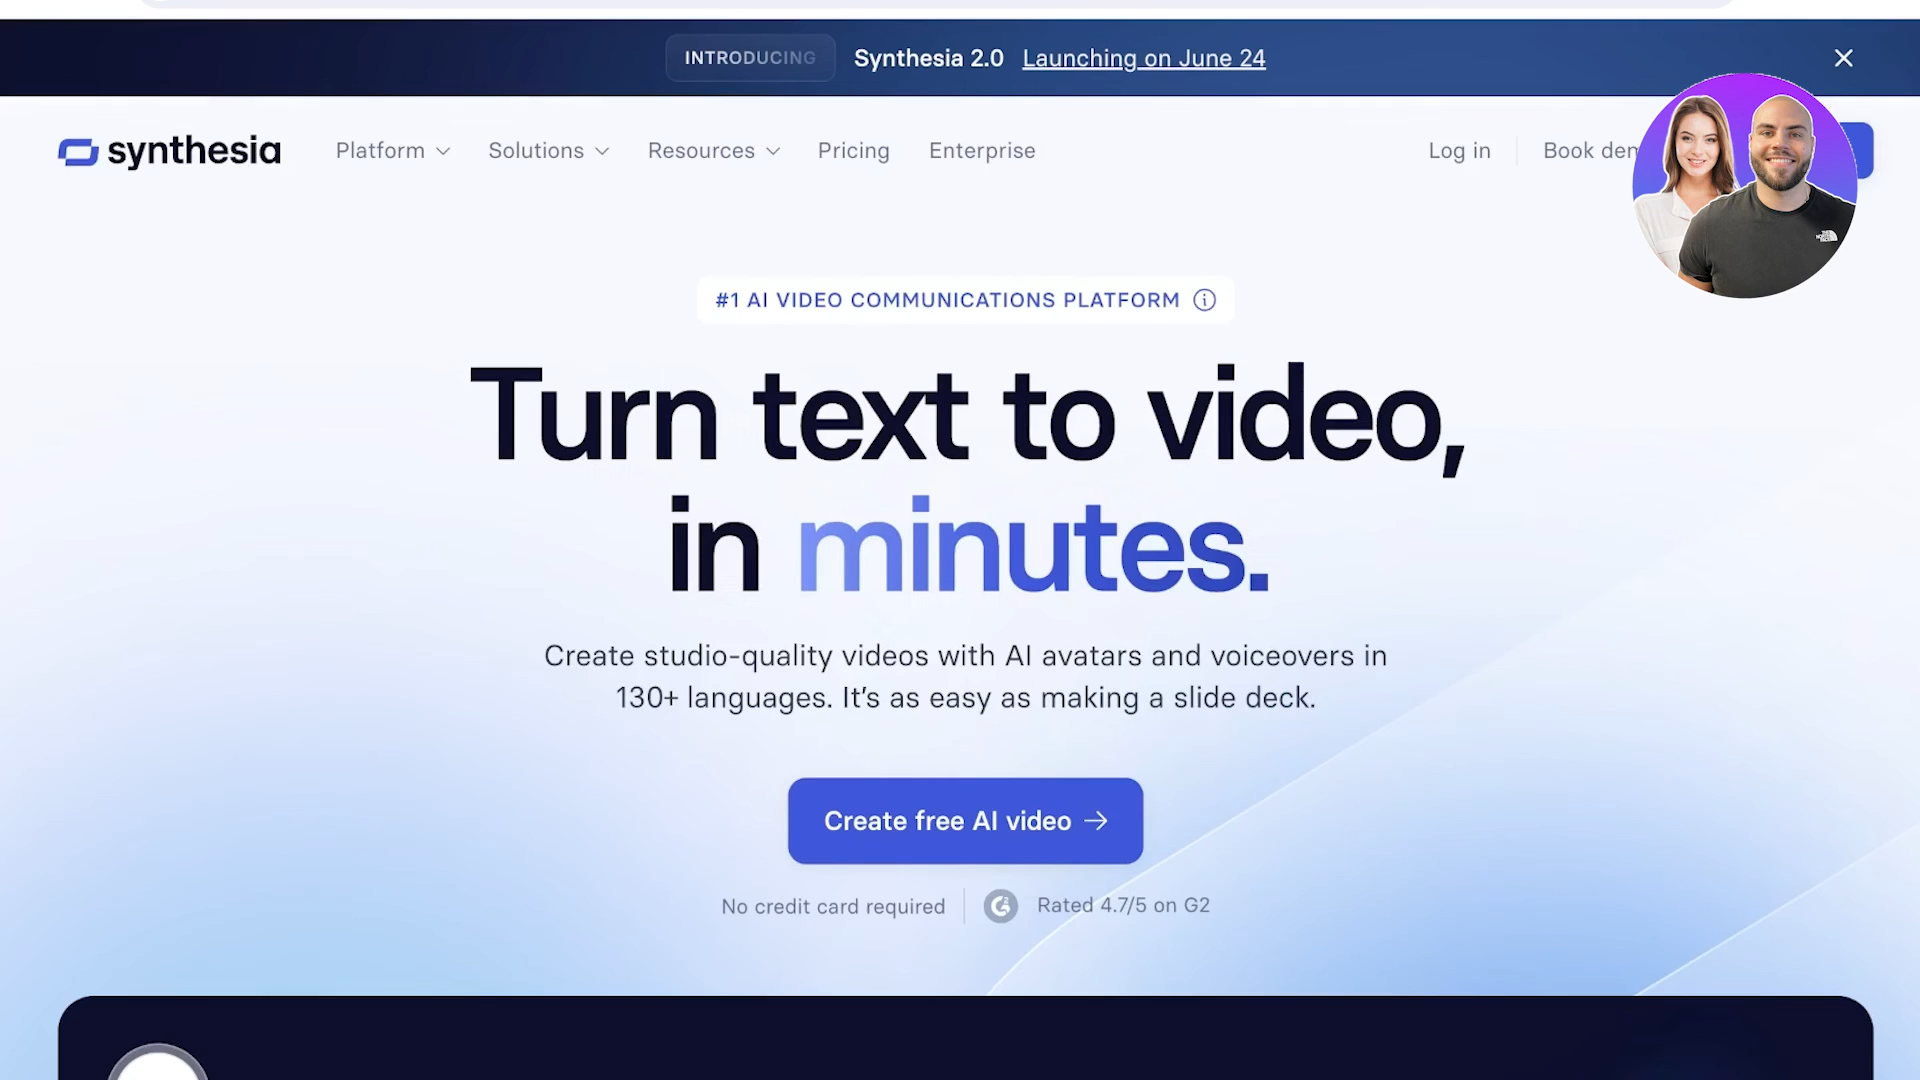 INTRODUCING Synthesia 2.0 Launching on June 24
synthesia Platform Solutions Resources Pricing Enterprise Log in Book
#1 AI VIDEO COMMUNICATIONS PLATFORM
Turn text to video,
in minutes.
Create studio-quality videos with AI avatars and voiceovers in
130+ languages. It's as easy as making a slide deck.
Create free AI video
No credit card required Rated 4.7/5 on G2